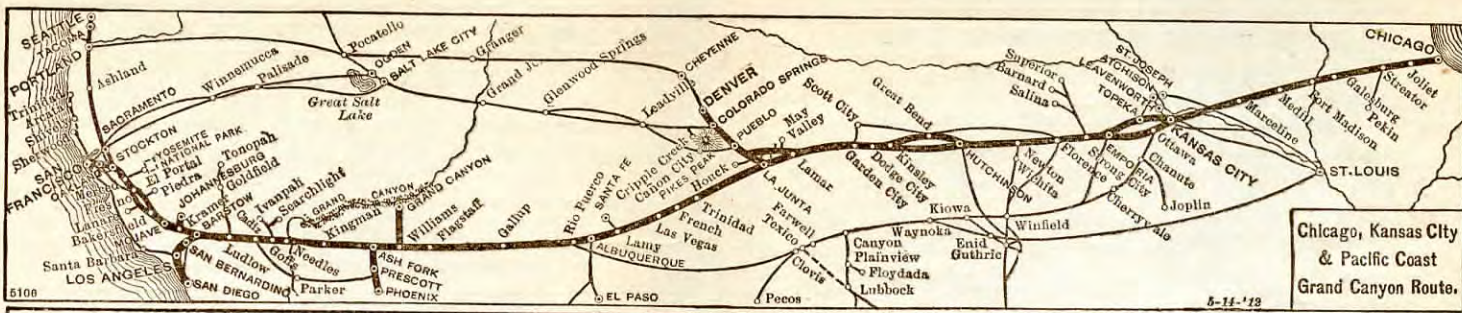 SEATTLE
TACOMA
PORTLAND
Ashland
Trinidad
Arcata
Shively
Sherwood
SAN FRANCISCO
OAKLAND
SACRAMENTO
STOCKTON
YOSEMITE NATIONAL PARK
El Portal
Merced
Piedra
Fresno
Bakersfield
MOJAVE
Santa Barbara
LOS ANGELES
SAN BERNARDINO
SAN DIEGO
JOHANNESBURG
Kramer
BARSTOW
Tonopah
Goldfield
Ludlow
Cadiz
Ivanpah
Searchlight
Goffs
Needles
Parker
Kingman
GRAND CANYON
GRAND CANYON
Williams
ASH FORK
PRESCOTT
PHOENIX
Flagstaff
Gallup
Winnemucca
Palisade
Great Salt
Lake
Pocatello
OGDEN
SALT LAKE CITY
Granger
Grand Jc
Glenwood Springs
Leadville
CHEYENNE
DENVER
COLORADO SPRINGS
Cripple Creek
Canon City
PIKES PEAK
PUEBLO
Houck
LA JUNTA
Rio Puerco
SANTA FE
ALBUQUERQUE
Lamy
Las Vegas
French
Trinidad
EL PASO
May
Valley
Lamar
Scott City
Garden City
Dodge City
Kinsley
Great Bend
HUTCHINSON
Superior
Barnard
Salina
Newton
Wichita
Florence
Strong City
EMPORIA
TOPEKA
LEAVENWORTH
ATCHISON
ST. JOSEPH
KANSAS CITY
Ottawa
Chanute
Joplin
Cherryvale
Winfield
Kiowa
Waynoka
Enid
Guthrie
Farwell
Texico
Clovis
Pecos
Canyon
Plainview
Floydada
Lubbock
Marceline
Medill
Fort Madison
Galesburg
Pekin
Streator
Joliet
CHICAGO
ST. LOUIS
5106
5-14-'13
Chicago, Kansas City
& Pacific Coast
Grand Canyon Route.